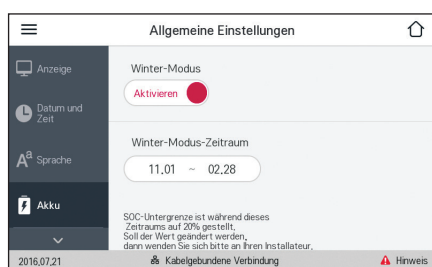 Allgemeine Einstellungen
Anzeige
Datum und
Zeit
Aa Sprache
Akku
Winter-Modus
Aktivieren
Winter-Modus-Zeitraum
11.01 ~ 02.28
SOC-Untergrenze ist während dieses
Zeitraums auf 20% gestellt,
Soll der Wert geändert werden,
dann wenden Sie sich bitte an Ihren Installateur,
2016,07,21
Kabelgebundene Verbindung
Hinweis